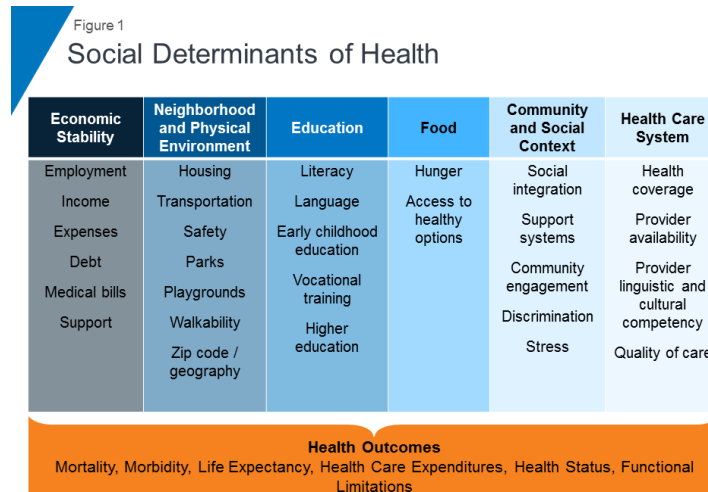 Figure 1
Social Determinants of Health
Economic
Stability
Neighborhood
and Physical
Environment
Education
Food
Community
and Social
Context
Health Care
System
Employment
Income
Expenses
Debt
Medical bills
Support
Housing
Transportation
Safety
Parks
Playgrounds
Walkability
Zip code /
geography
Literacy
Language
Early childhood
education
Vocational
training
Higher
education
Hunger
Access to
healthy
options
Social
integration
Support
systems
Community
engagement
Discrimination
Stress
Health
coverage
Provider
availability
Provider
linguistic and
cultural
competency
Quality of care
Health Outcomes
Mortality, Morbidity, Life Expectancy, Health Care Expenditures, Health Status, Functional
Limitations